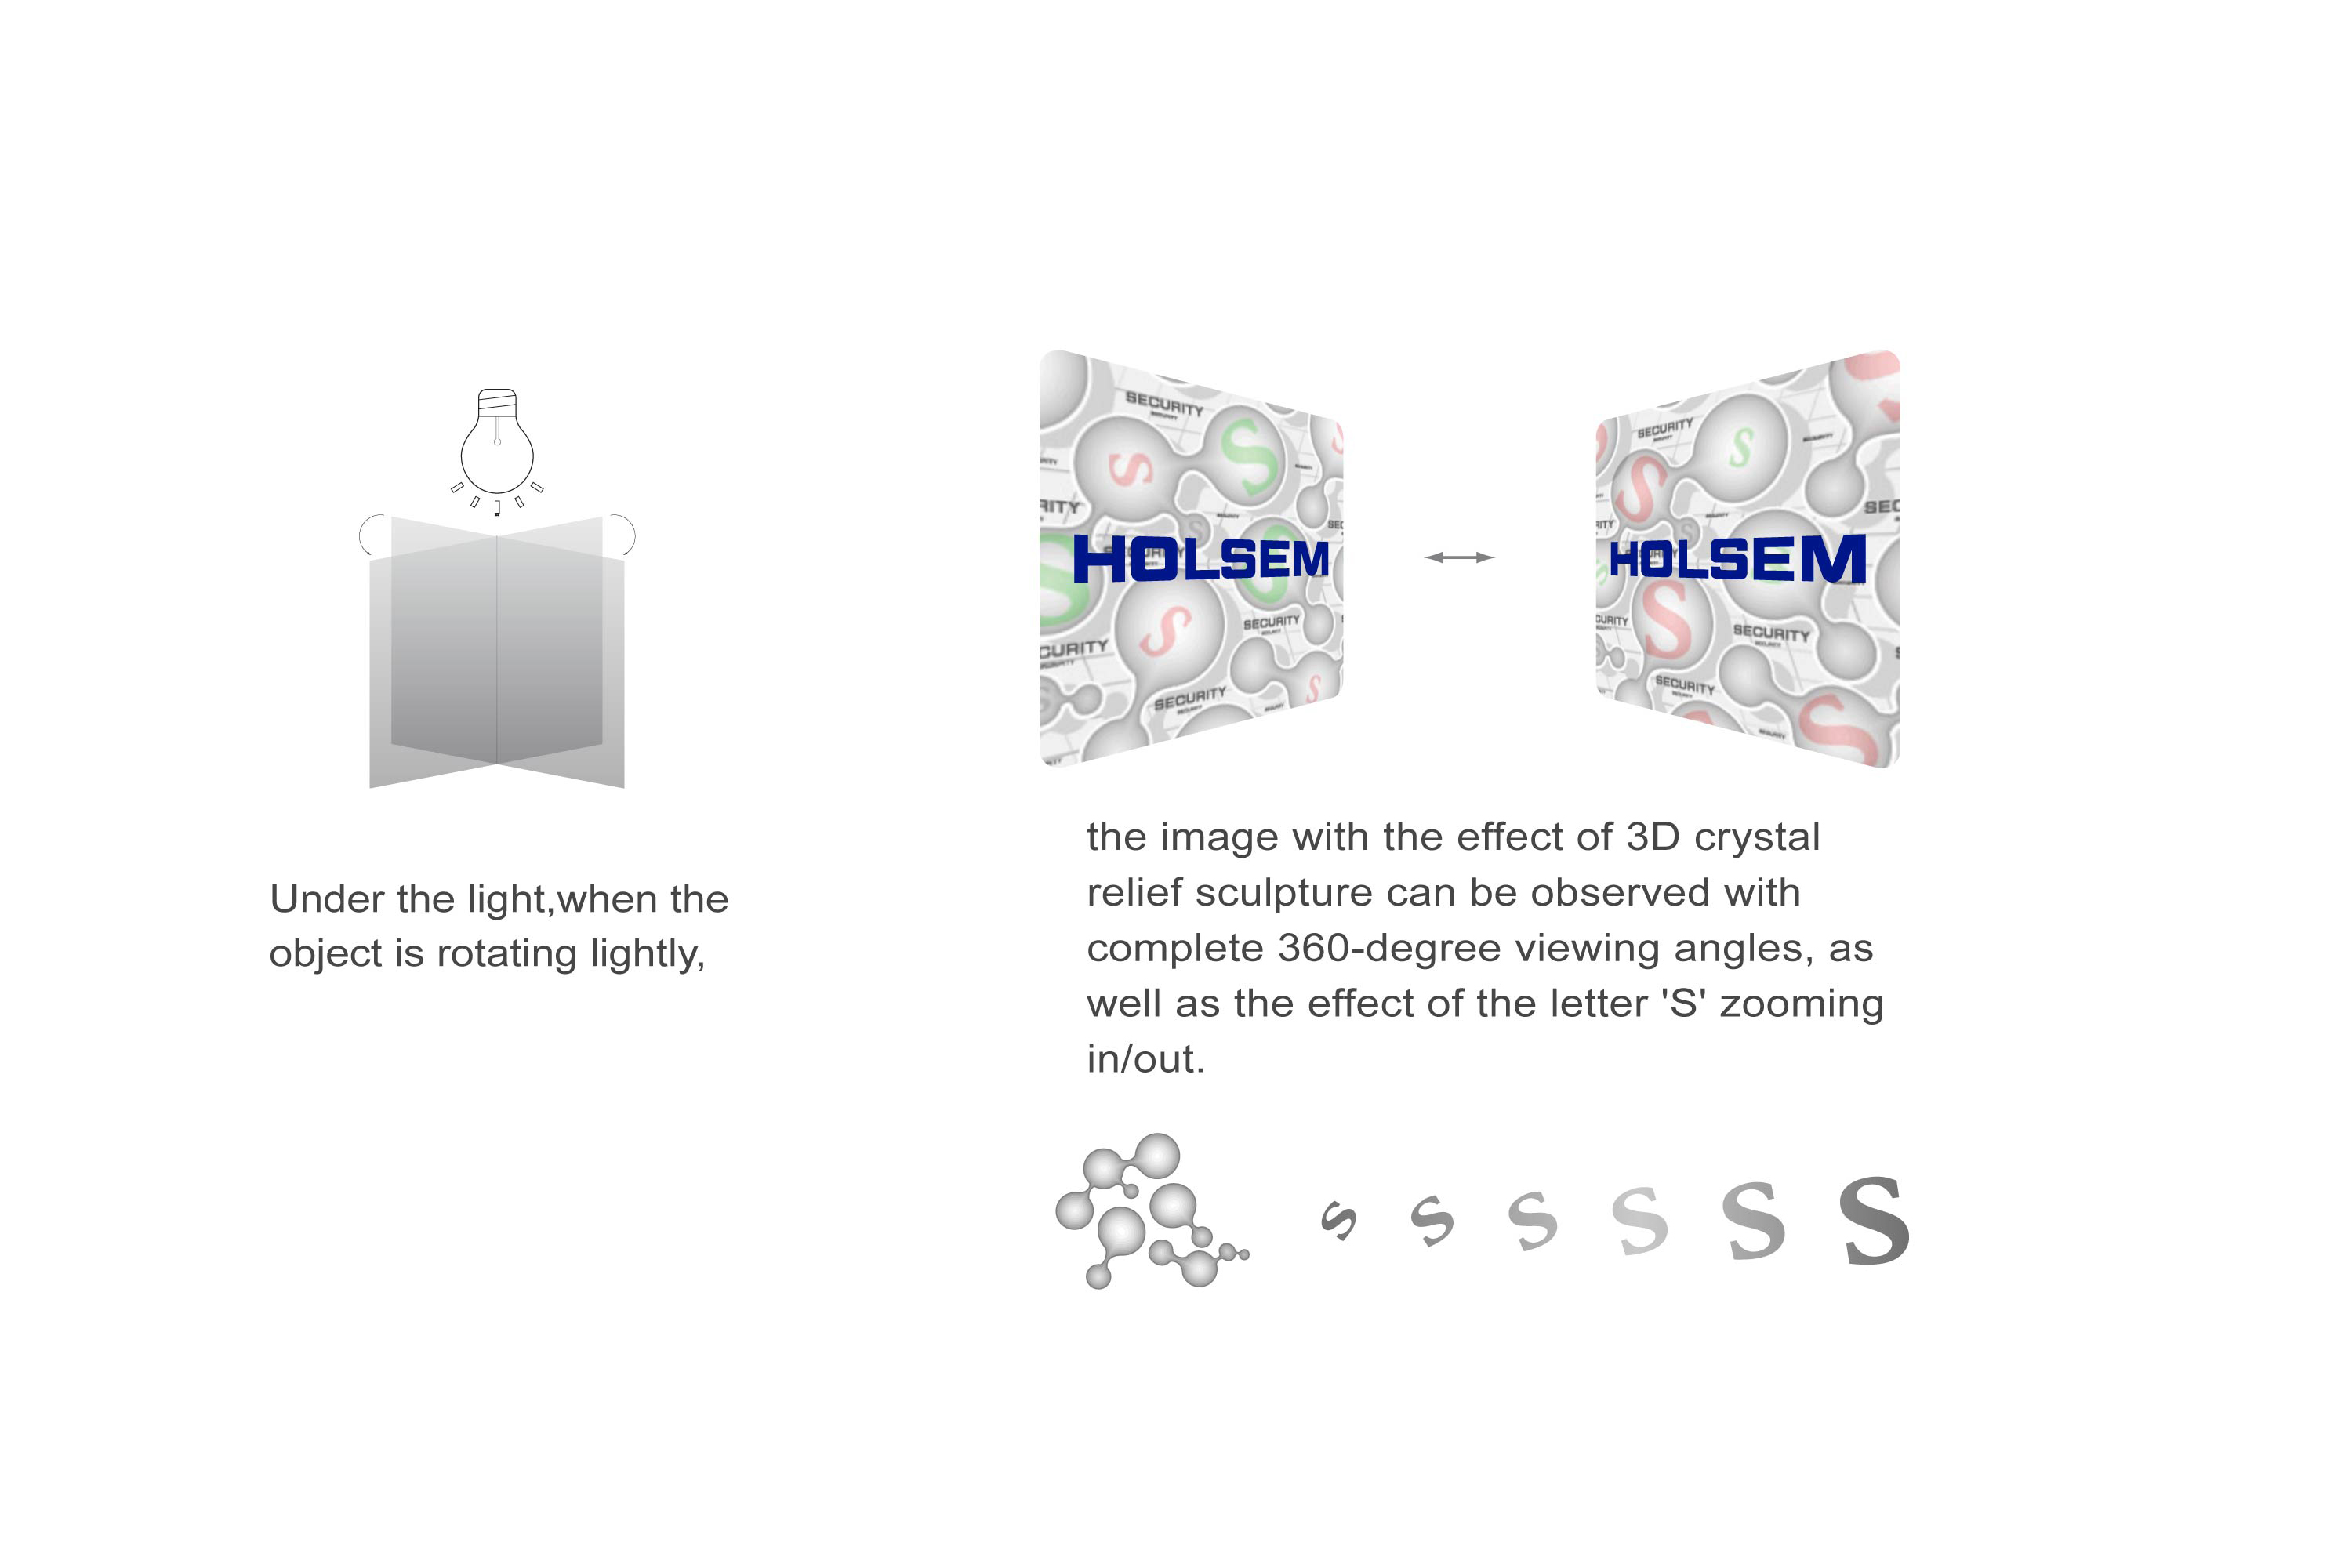 SECURITY
SECURITY
RITY
HOLSEM
SECURITY
CURITY
SECURITY
SECURITY
SEC
RITY
HOLSEM
CURITY
SECURITY
SECURITY
Under the light,when the
object is rotating lightly,
the image with the effect of 3D crystal
relief sculpture can be observed with
complete 360-degree viewing angles, as
well as the effect of the letter 'S' zooming
in/out.
S S S S S S